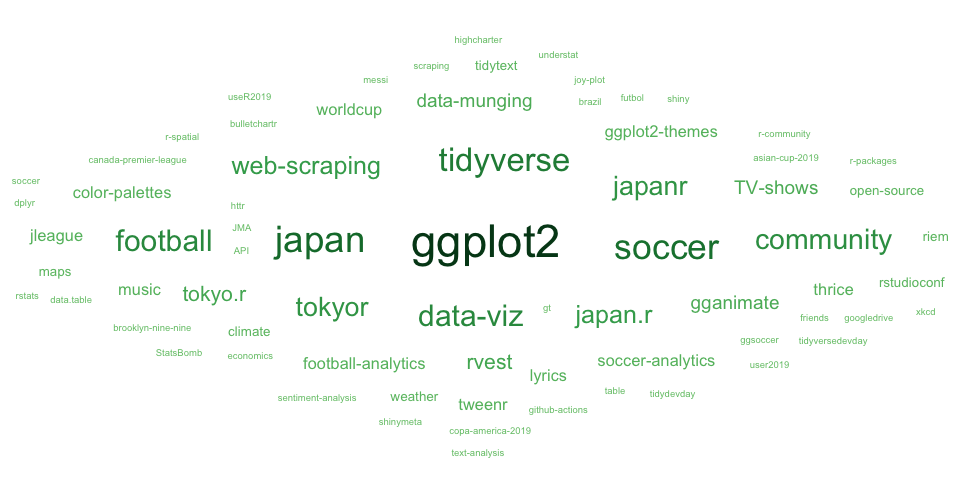 highcharter
understat
scraping
tidytext
messi
joy-plot
useR2019
worldcup
data-munging
brazil
futbol
shiny
bulletchartr
r-spatial
ggplot2-themes
r-community
canada-premier-league
web-scraping
tidyverse
asian-cup-2019
r-packages
soccer
color-palettes
japanr
TV-shows
open-source
dplyr
httr
jleague
football
JMA
API
japan
ggplot2
soccer
community
riem
maps
rstats
data.table
music
tokyo.r
tokyor
data-viz
gt
japan.r
gganimate
thrice
rstudioconf
friends
googledrive
xkcd
brooklyn-nine-nine
climate
ggsoccer
tidyversedevday
StatsBomb
economics
football-analytics
rvest
lyrics
soccer-analytics
user2019
sentiment-analysis
weather
tweenr
github-actions
table
tidydevday
shinymeta
copa-america-2019
text-analysis